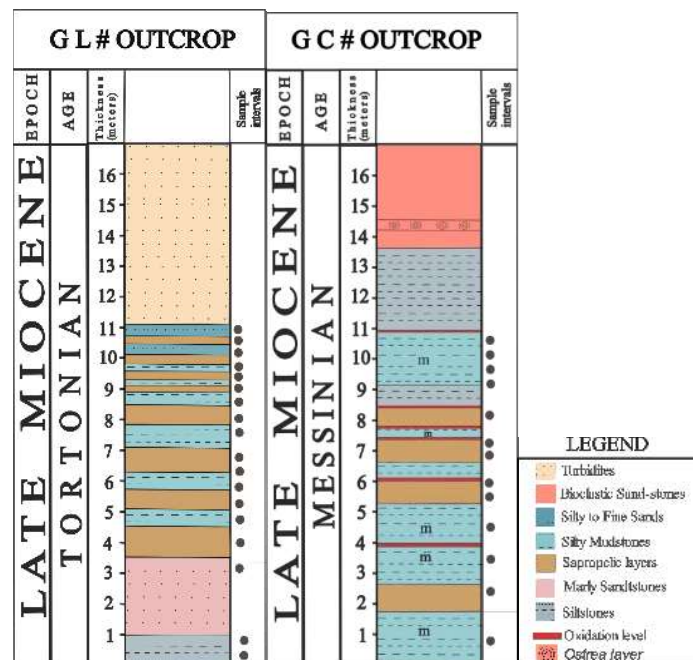 G L # OUTCROP
G C # OUTCROP
EPOCH
AGE
Thickness
(meters)
Sample
intervals
EPOCH
AGE
Thickness
(meters)
Sample
intervals
LATE MIOCENE
TORTONIAN
16
15
14
13
12
11
10
9
8
7
6
5
4
3
2
1
LATE MIOCENE
MESSINIAN
16
15
14
13
12
11
10
9
8
7
6
5
4
3
2
1
m
m
m
m
m
LEGEND
Turbidites
Bioclastic Sand-stones
Silty to Fine Sands
Silty Mudstones
Sapropelic layers
Marly Sandtstones
Siltstones
Oxidation level
Ostrea layer